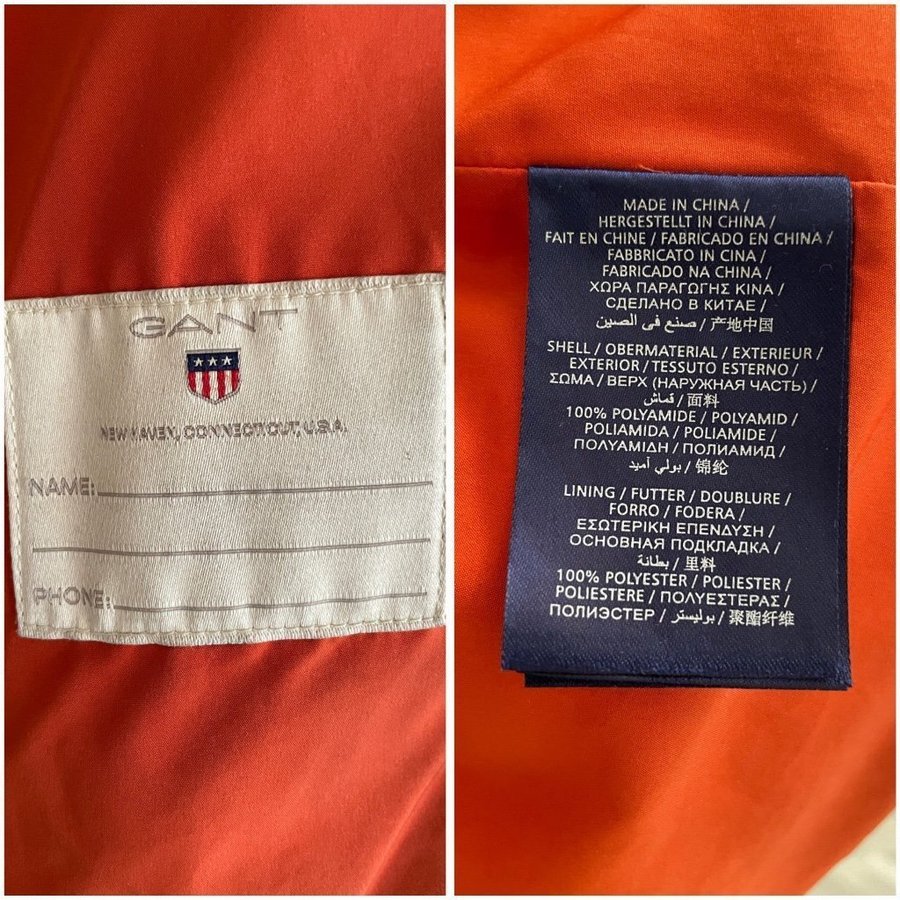 GANT
NEW HAVEN, CONNECTICUT, U.S.A.
NAME:
PHONE:
MADE IN CHINA /
HERGESTELLT IN CHINA /
FAIT EN CHINE / FABRICADO EN CHINA /
FABBRICATO IN CINA /
FABRICADO NA CHINA /
ΧΩΡΑ ΠΑΡΑΓΩΓΗΣ ΚΙΝΑ /
СДЕЛАНО В КИТАЕ /
صنع في الصين / 产地中国
SHELL / OBERMATERIAL / EXTERIEUR /
EXTERIOR / TESSUTO ESTERNO /
ΣΩΜΑ / ВЕРХ (НАРУЖНАЯ ЧАСТЬ) /
قماش / 面料
100% POLYAMIDE / POLYAMID /
POLIAMIDA / POLIAMIDE /
ΠΟΛΥΑΜΙΔΗ / ПОЛИАМИД /
بولي أميد / 锦纶
LINING / FUTTER / DOUBLURE /
FORRO / FODERA /
ΕΣΩΤΕΡΙΚΗ ΕΠΕΝΔΥΣΗ /
ОСНОВНАЯ ПОДКЛАДКА /
بطانة / 里料
100% POLYESTER / POLIESTER /
POLIESTERE / ΠΟΛΥΕΣΤΕΡΑΣ /
ПОЛИЭСТЕР / بوليستر / 聚酯纤维